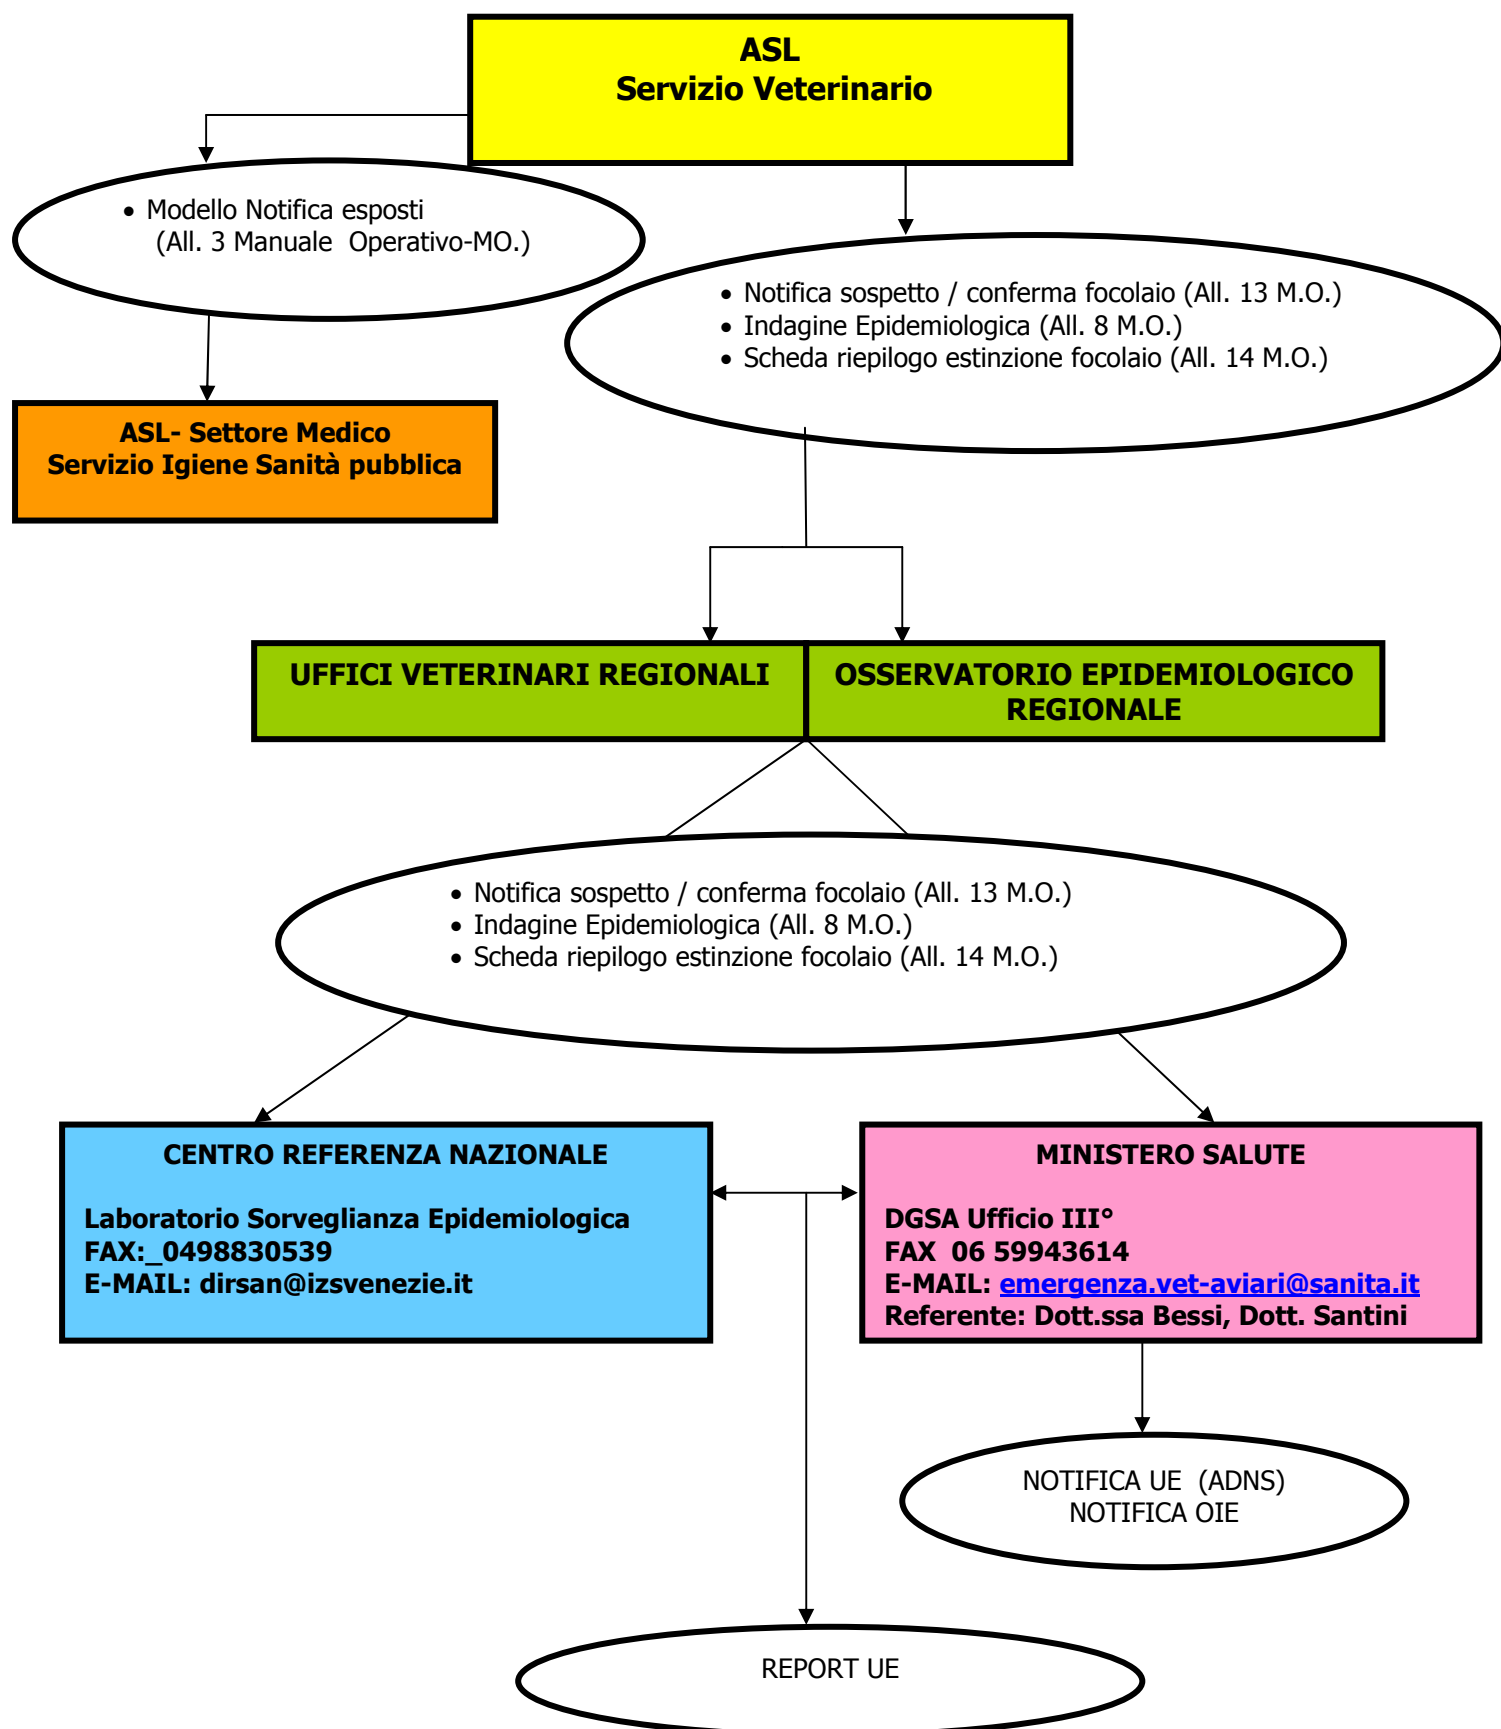 ASL
Servizio Veterinario
• Modello Notifica esposti
(All. 3 Manuale Operativo-MO.)
• Notifica sospetto / conferma focolaio (All. 13 M.O.)
• Indagine Epidemiologica (All. 8 M.O.)
• Scheda riepilogo estinzione focolaio (All. 14 M.O.)
ASL- Settore Medico
Servizio Igiene Sanità pubblica
UFFICI VETERINARI REGIONALI
OSSERVATORIO EPIDEMIOLOGICO
REGIONALE
• Notifica sospetto / conferma focolaio (All. 13 M.O.)
• Indagine Epidemiologica (All. 8 M.O.)
• Scheda riepilogo estinzione focolaio (All. 14 M.O.)
CENTRO REFERENZA NAZIONALE
Laboratorio Sorveglianza Epidemiologica
FAX:_0498830539
E-MAIL: dirsan@izsvenezie.it
MINISTERO SALUTE
DGSA Ufficio III°
FAX 06 59943614
E-MAIL: emergenza.vet-aviari@sanita.it
Referente: Dott.ssa Bessi, Dott. Santini
NOTIFICA UE (ADNS)
NOTIFICA OIE
REPORT UE